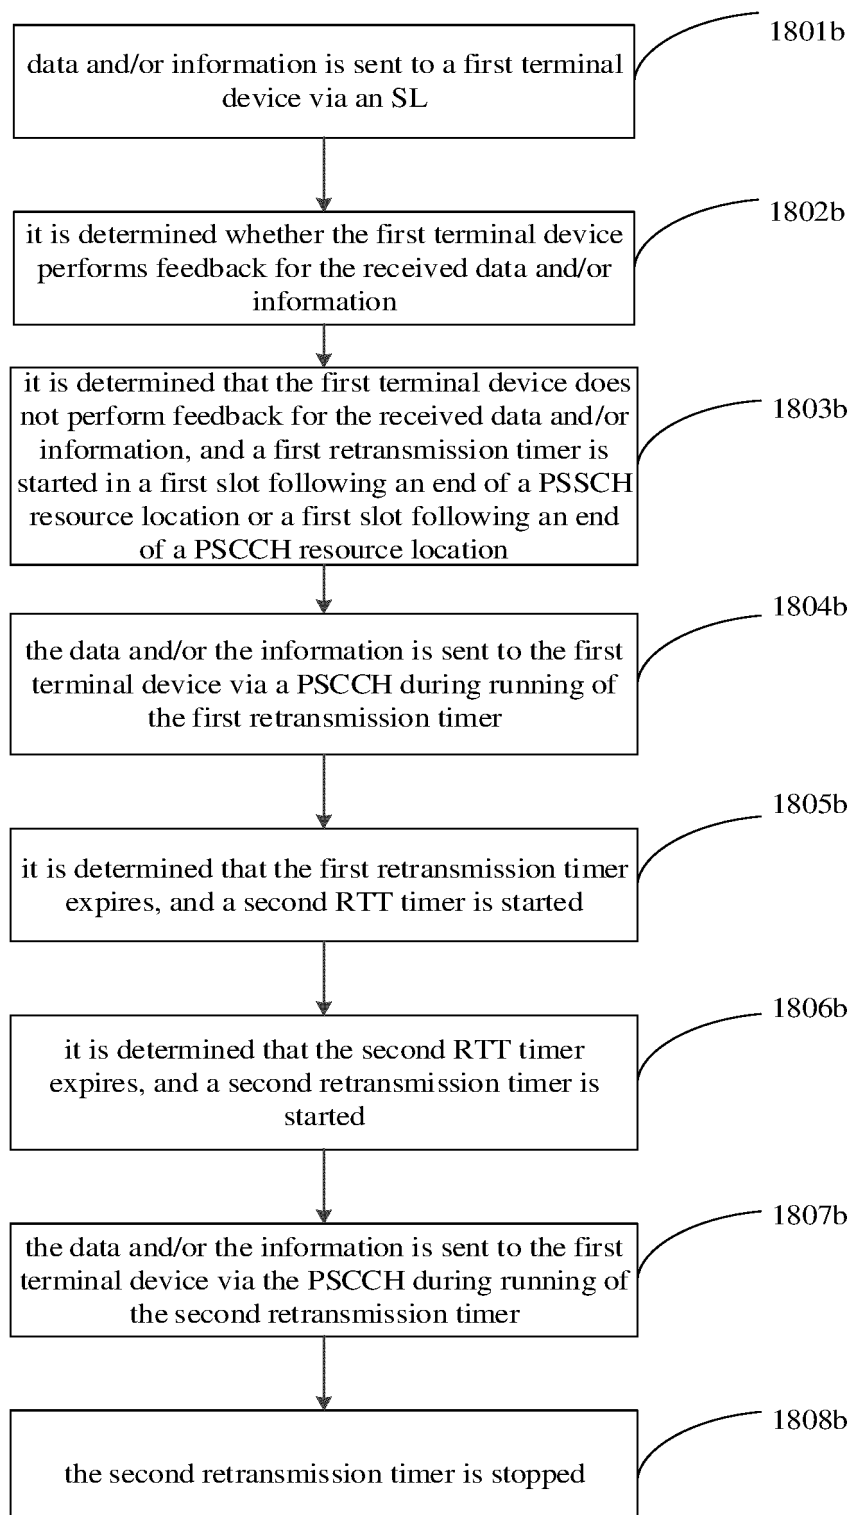 1801b
data and/or information is sent to a first terminal
device via an SL
1802b
it is determined whether the first terminal device
performs feedback for the received data and/or
information
1803b
it is determined that the first terminal device does
not perform feedback for the received data and/or
information, and a first retransmission timer is
started in a first slot following an end of a PSSCH
resource location or a first slot following an end
of a PSCCH resource location
1804b
the data and/or the information is sent to the first
terminal device via a PSCCH during running of
the first retransmission timer
1805b
it is determined that the first retransmission timer
expires, and a second RTT timer is started
1806b
it is determined that the second RTT timer
expires, and a second retransmission timer is
started
1807b
the data and/or the information is sent to the first
terminal device via the PSCCH during running of
the second retransmission timer
1808b
the second retransmission timer is stopped